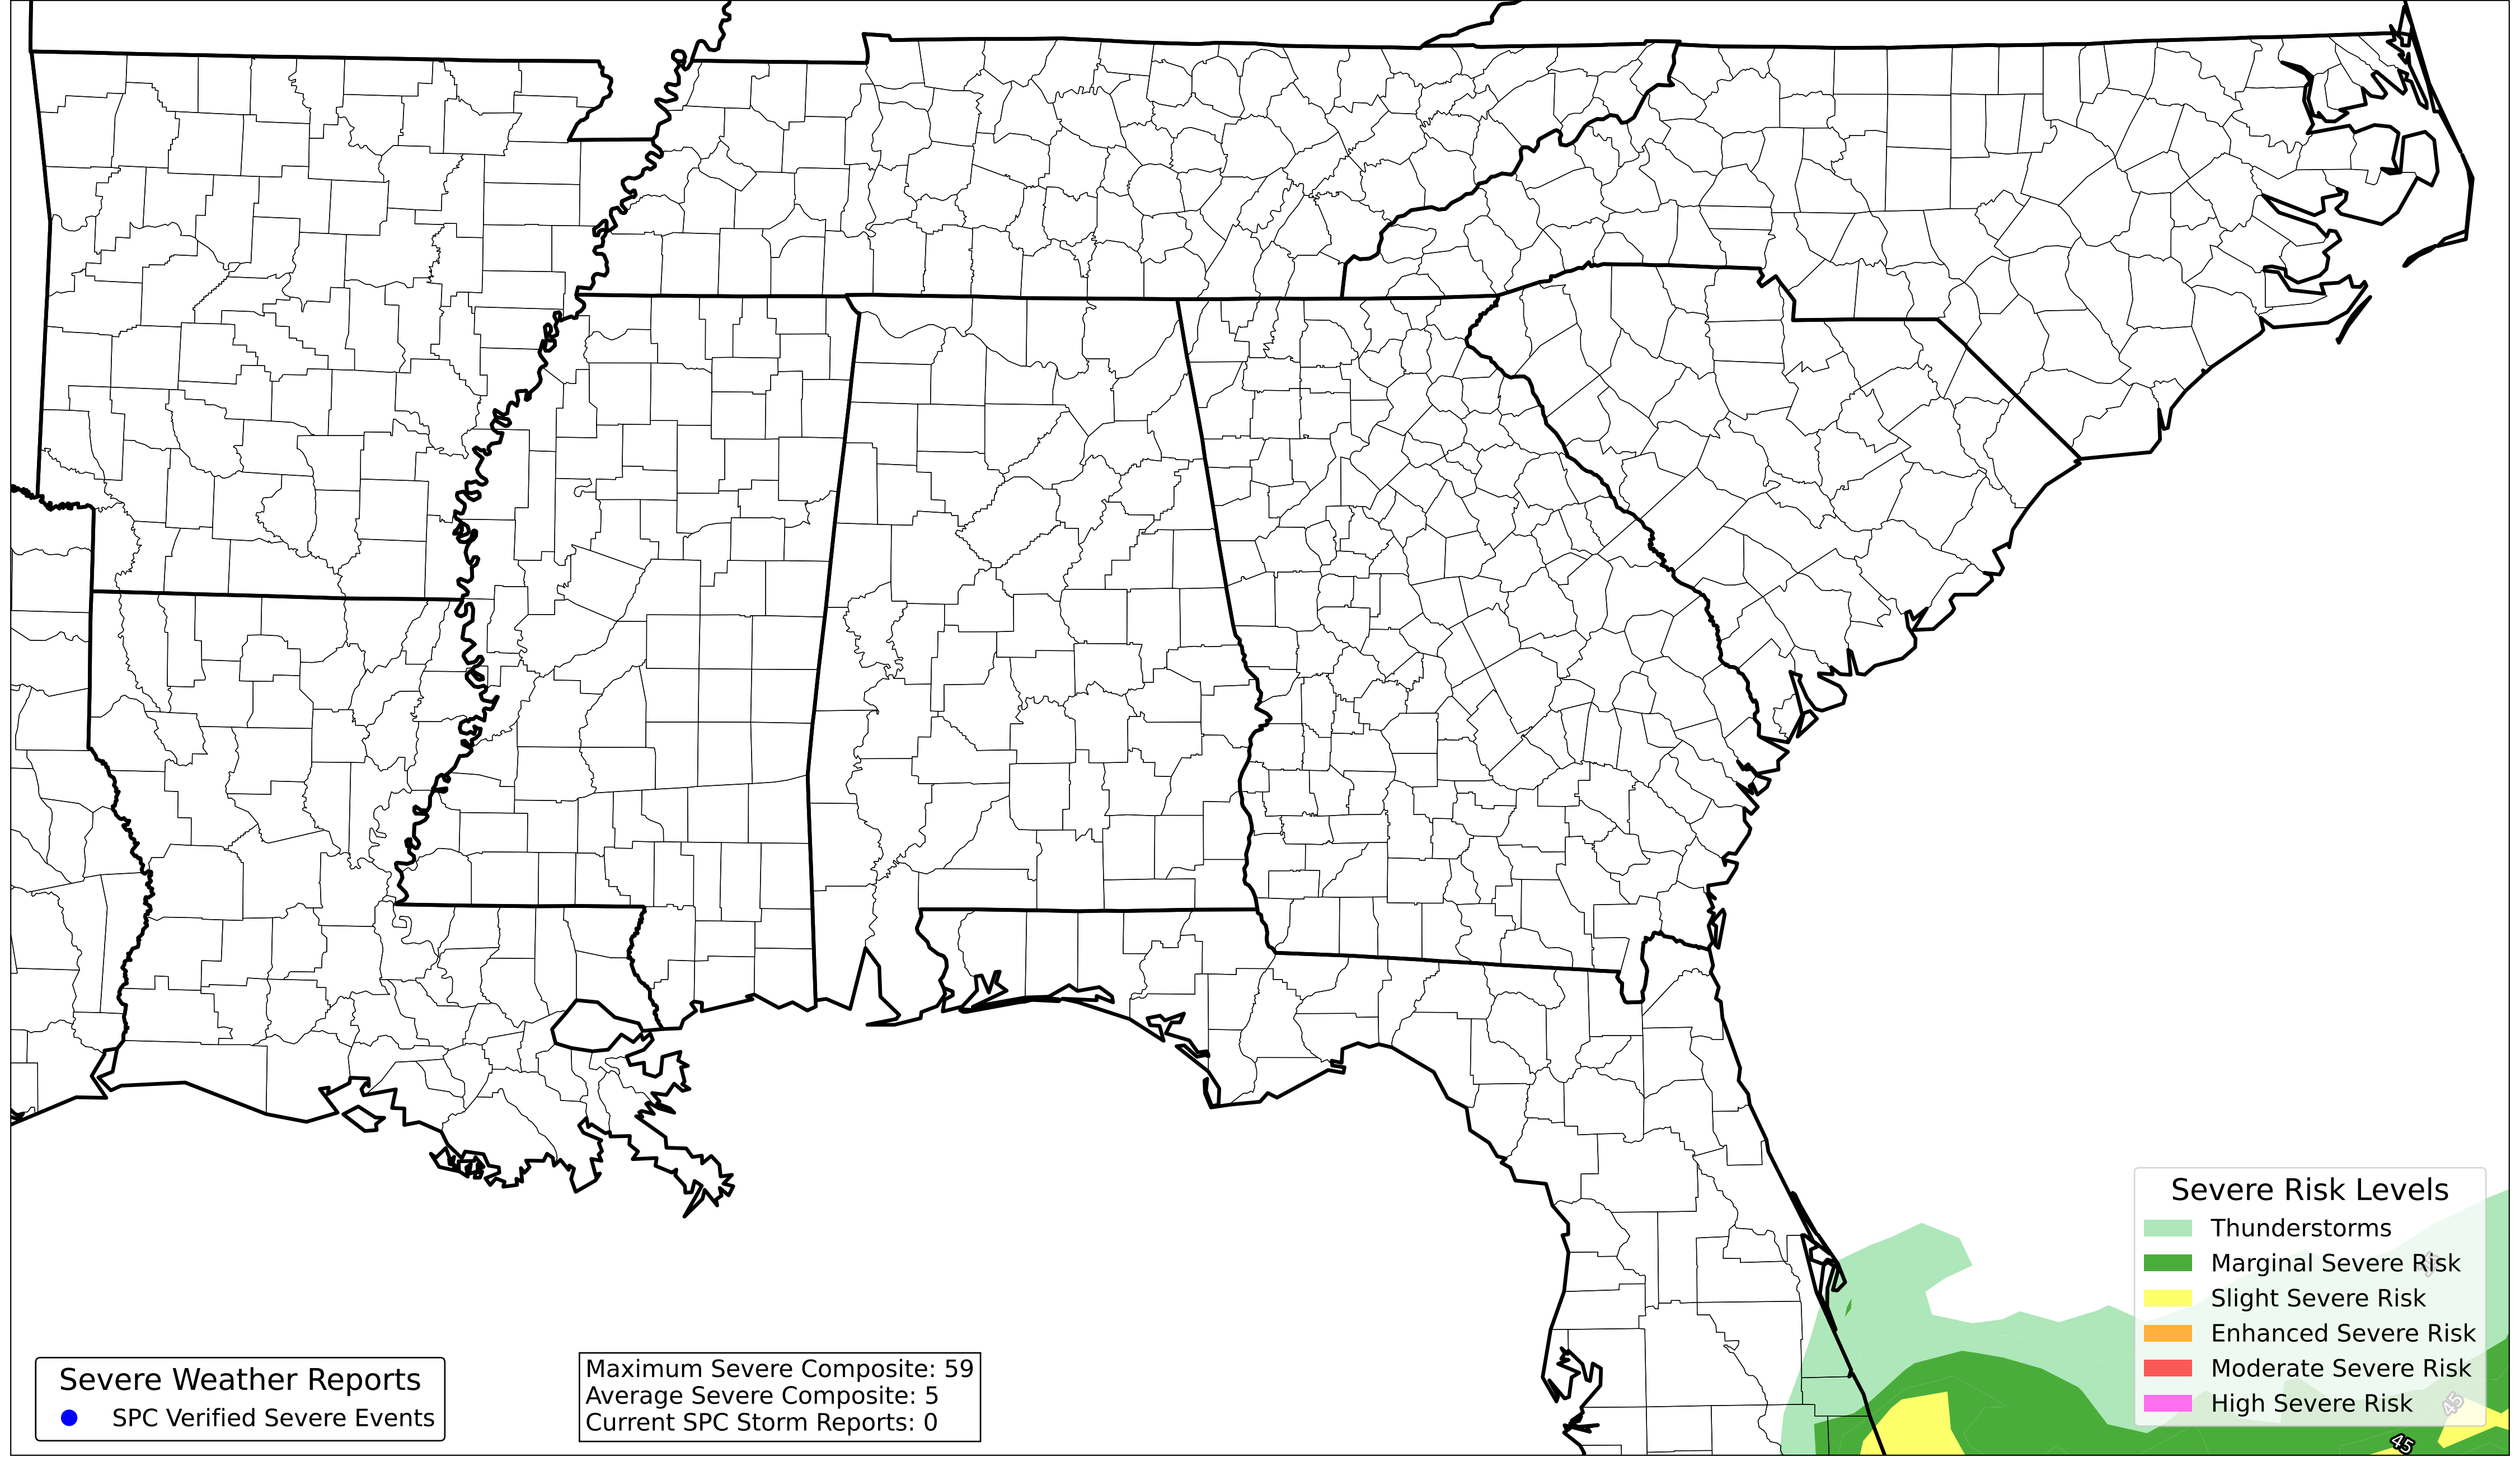 Severe Risk Levels
Thunderstorms
Marginal Severe Risk
Slight Severe Risk
Enhanced Severe Risk
Moderate Severe Risk
High Severe Risk
45
45
Severe Weather Reports
SPC Verified Severe Events
Maximum Severe Composite: 59
Average Severe Composite: 5
Current SPC Storm Reports: 0